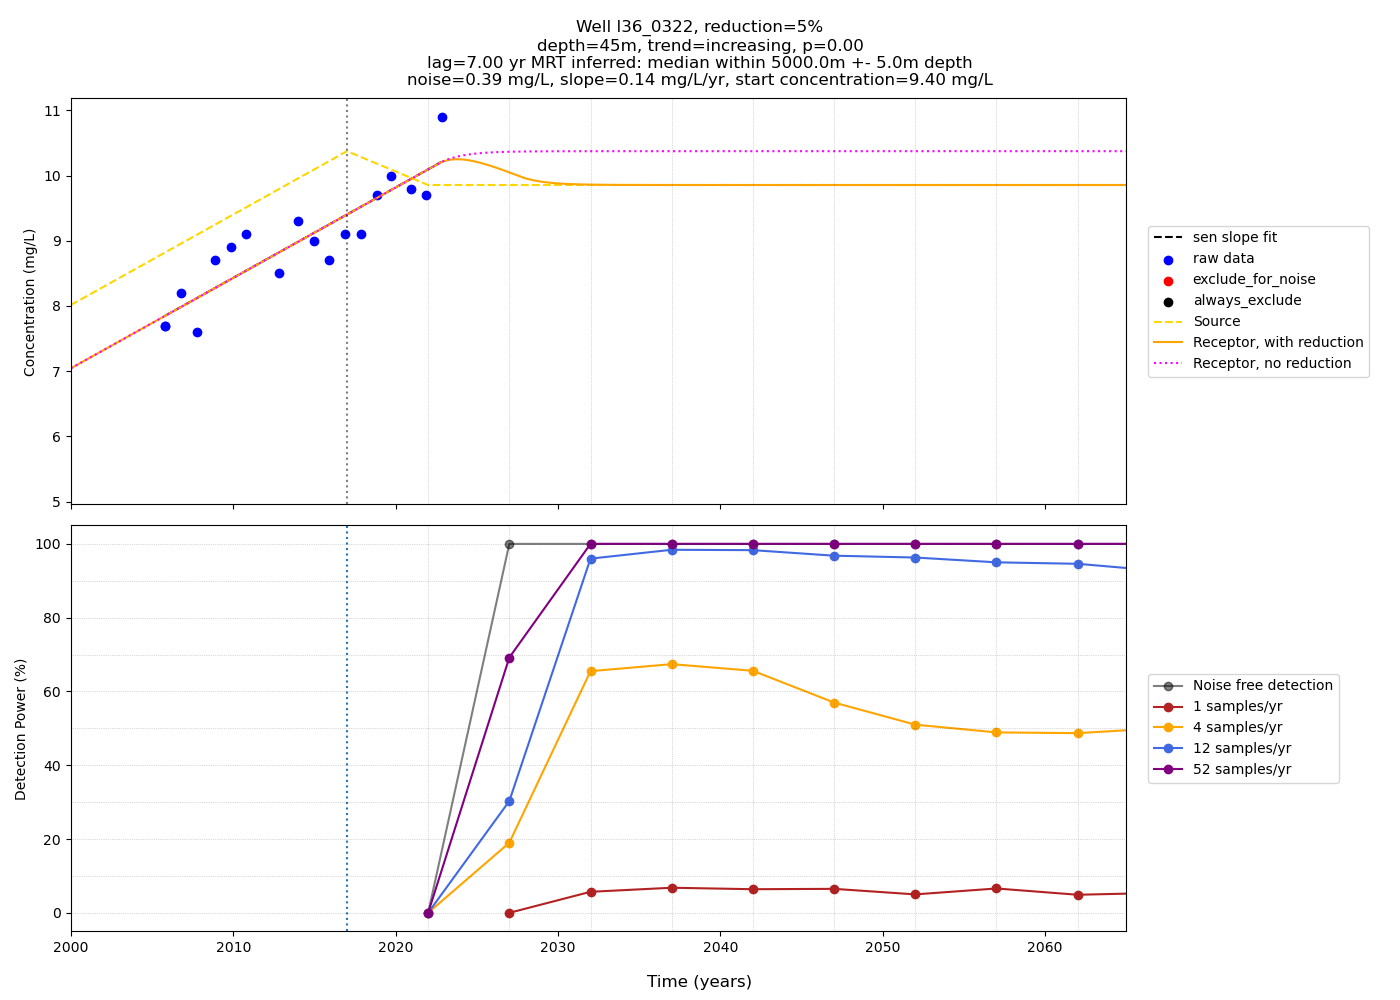 Well l36_0322, reduction=5%
depth=45m, trend=increasing, p=0.00
lag=7.00 yr MRT inferred: median within 5000.0m +- 5.0m depth
noise=0.39 mg/L, slope=0.14 mg/L/yr, start concentration=9.40 mg/L
Concentration (mg/L)
11
10
9
8
7
6
5
sen slope fit
raw data
exclude_for_noise
always_exclude
Source
Receptor, with reduction
Receptor, no reduction
Detection Power (%)
100
80
60
40
20
0
Noise free detection
1 samples/yr
4 samples/yr
12 samples/yr
52 samples/yr
2000 2010 2020 2030 2040 2050 2060
Time (years)